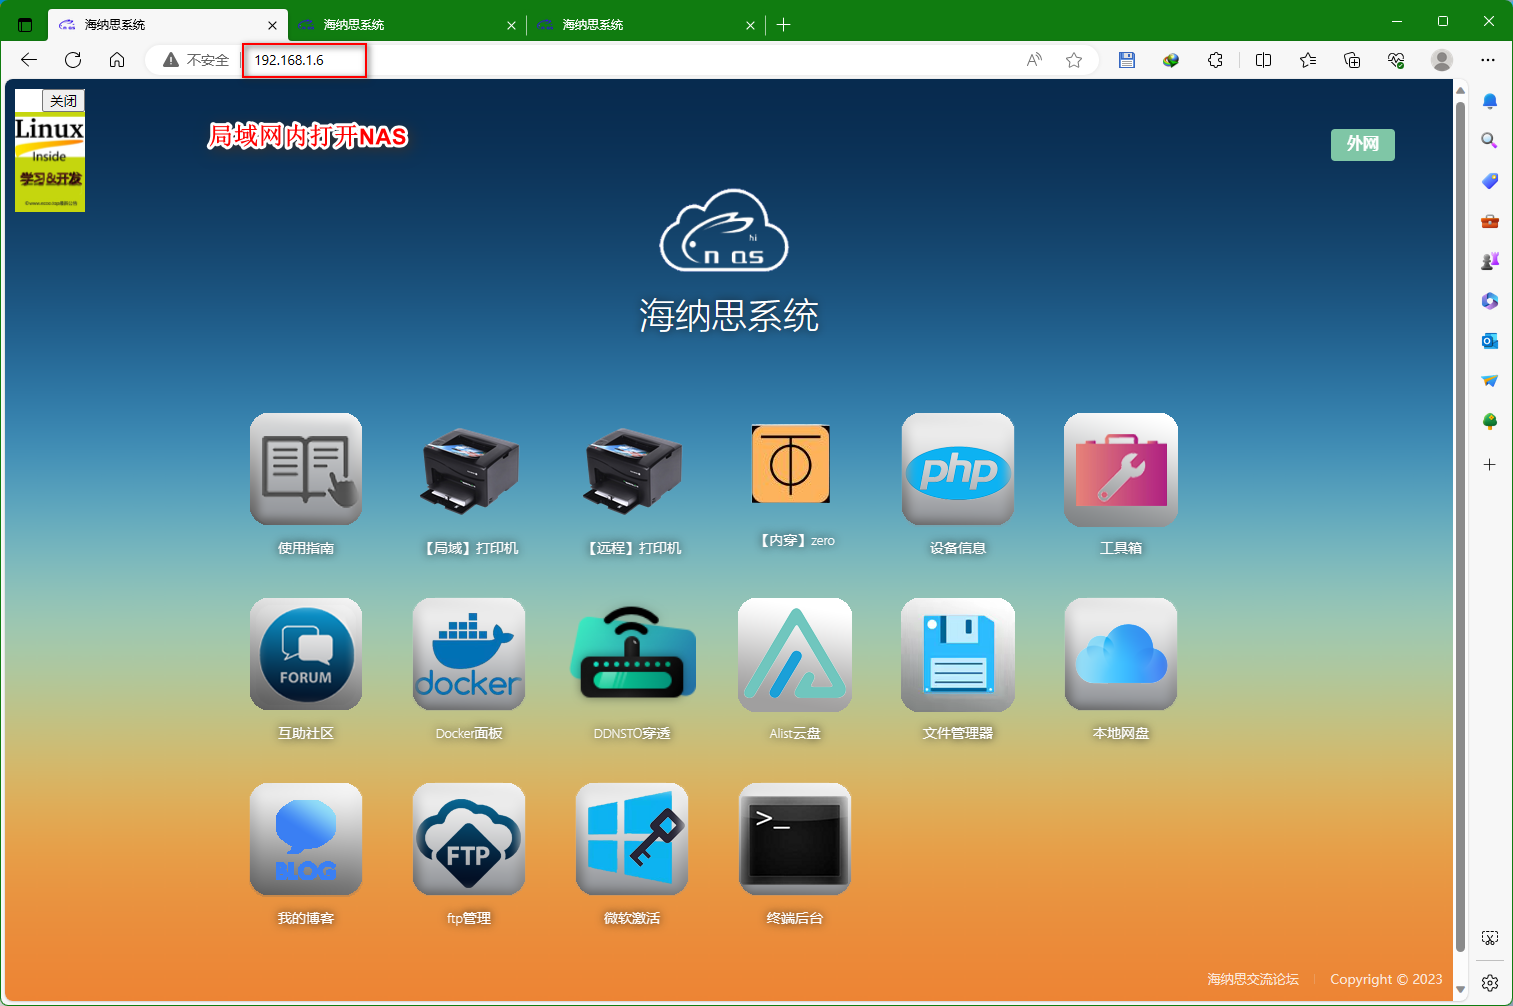 海纳思系统
海纳思系统
海纳思系统
不安全
192.168.1.6
关闭
Linux
Inside
学习&开发
局域网内打开NAS
外网
hi
nas
海纳思系统
使用指南
【局域】打印机
【远程】打印机
【内穿】zero
php
设备信息
工具箱
FORUM
互助社区
docker
Docker面板
DDNSTO穿透
Alist云盘
文件管理器
本地网盘
BLOG
我的博客
FTP
ftp管理
微软激活
>_
终端后台
海纳思交流论坛
Copyright © 2023